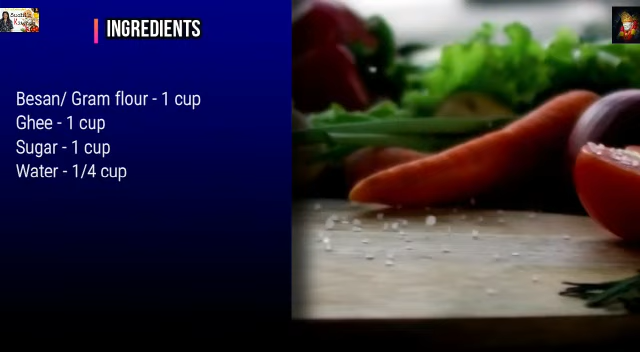 INGREDIENTS
Besan/ Gram flour - 1 cup
Ghee - 1 cup
Sugar - 1 cup
Water - 1/4 cup